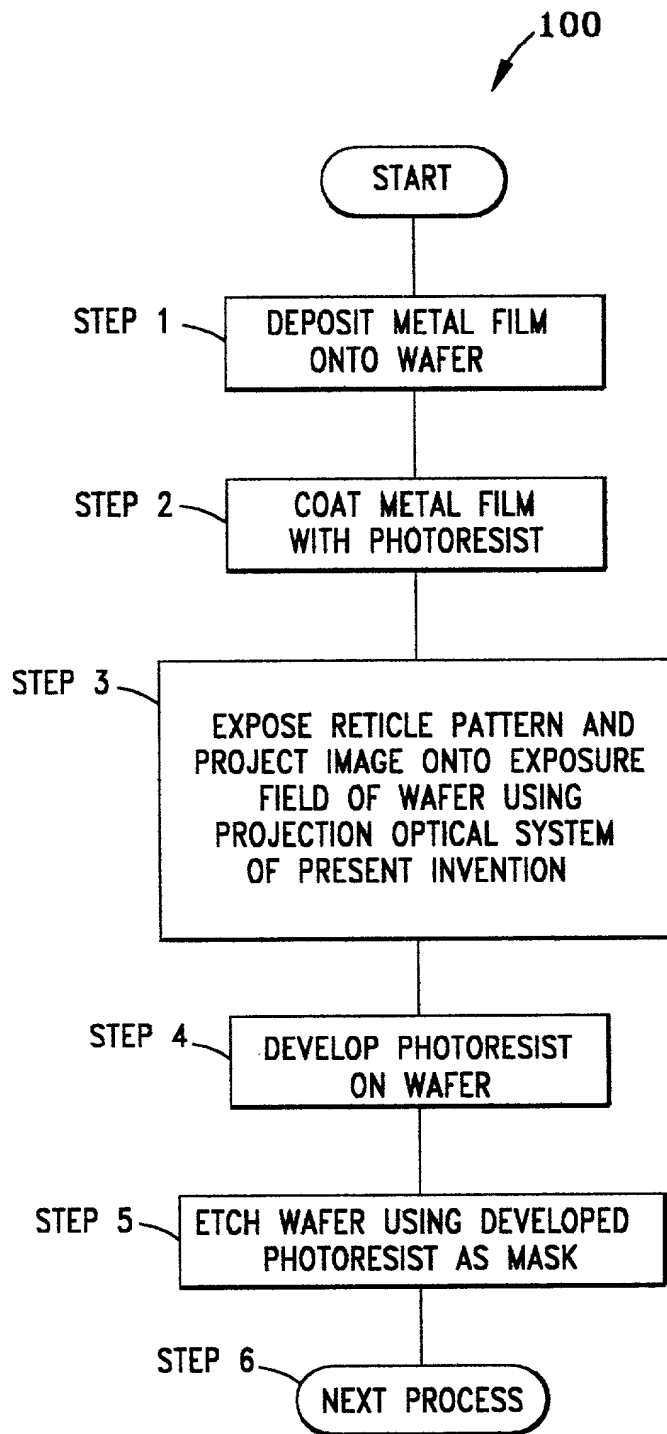 100
START
STEP 1
DEPOSIT METAL FILM
ONTO WAFER
STEP 2
COAT METAL FILM
WITH PHOTORESIST
STEP 3
EXPOSE RETICLE PATTERN AND
PROJECT IMAGE ONTO EXPOSURE
FIELD OF WAFER USING
PROJECTION OPTICAL SYSTEM
OF PRESENT INVENTION
STEP 4
DEVELOP PHOTORESIST
ON WAFER
STEP 5
ETCH WAFER USING DEVELOPED
PHOTORESIST AS MASK
STEP 6
NEXT PROCESS